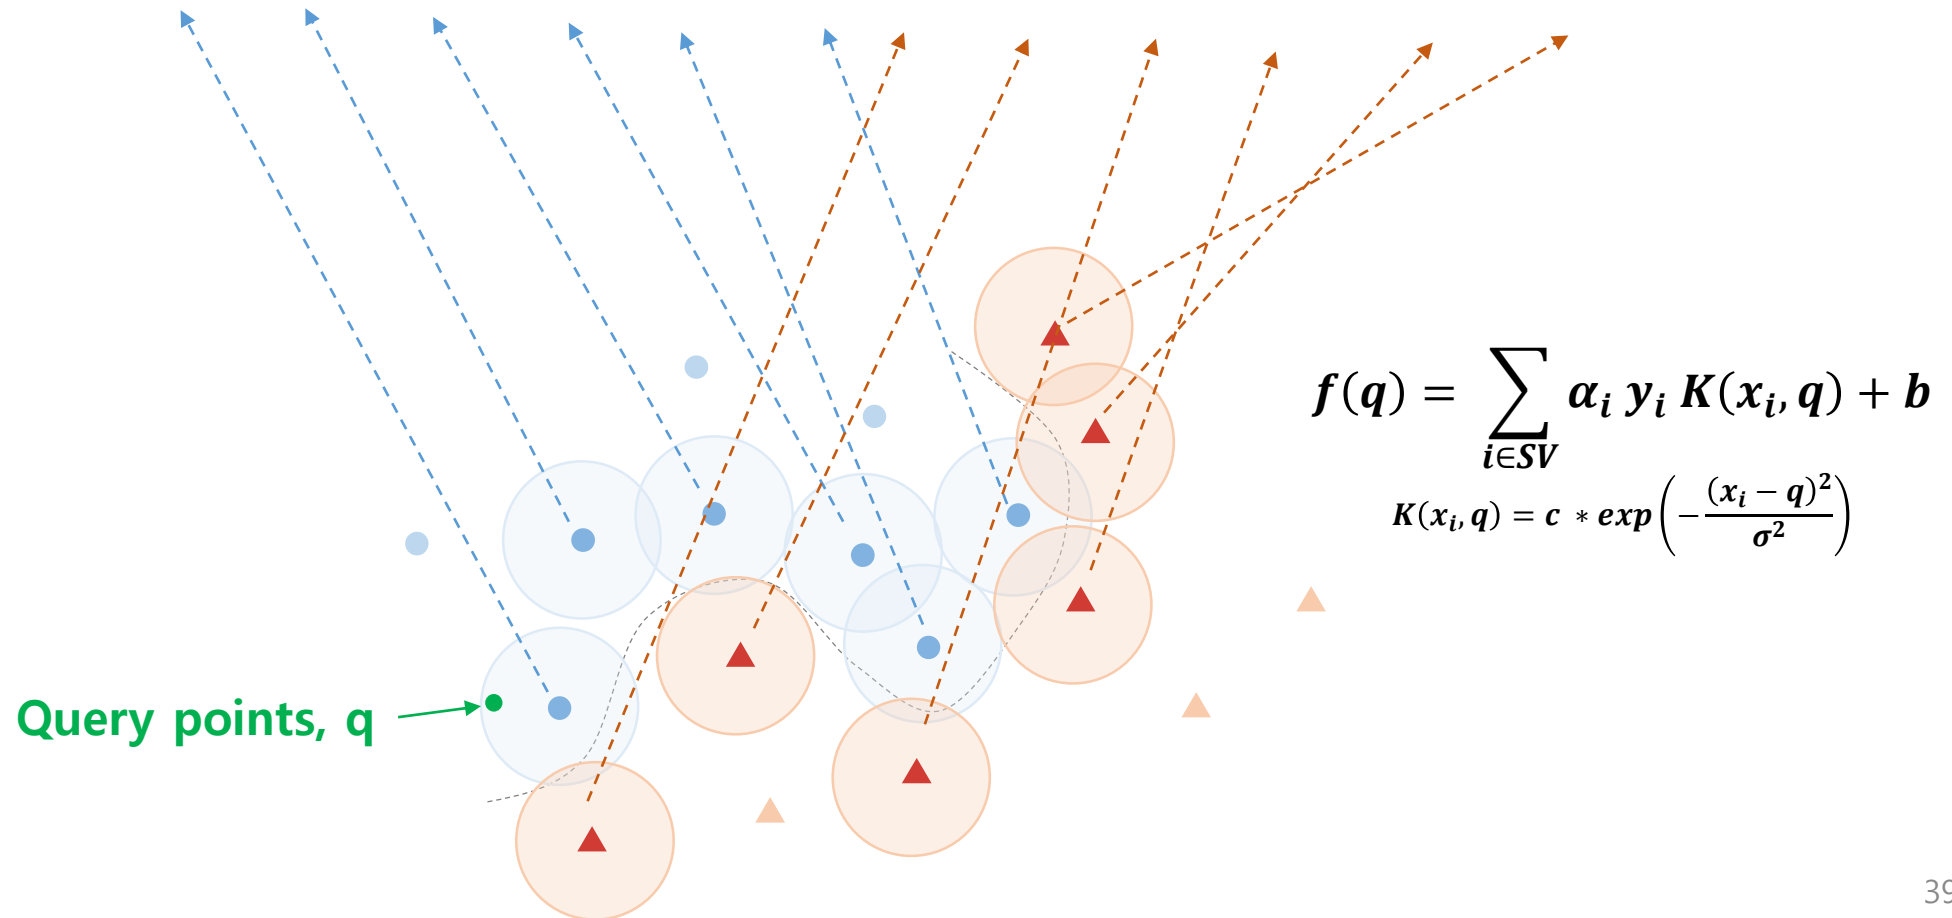 f(q) = ∑_{i∈SV} α_i y_i K(x_i, q) + b
K(x_i, q) = c * exp(−(x_i − q)^2 / σ^2)
Query points, q
39